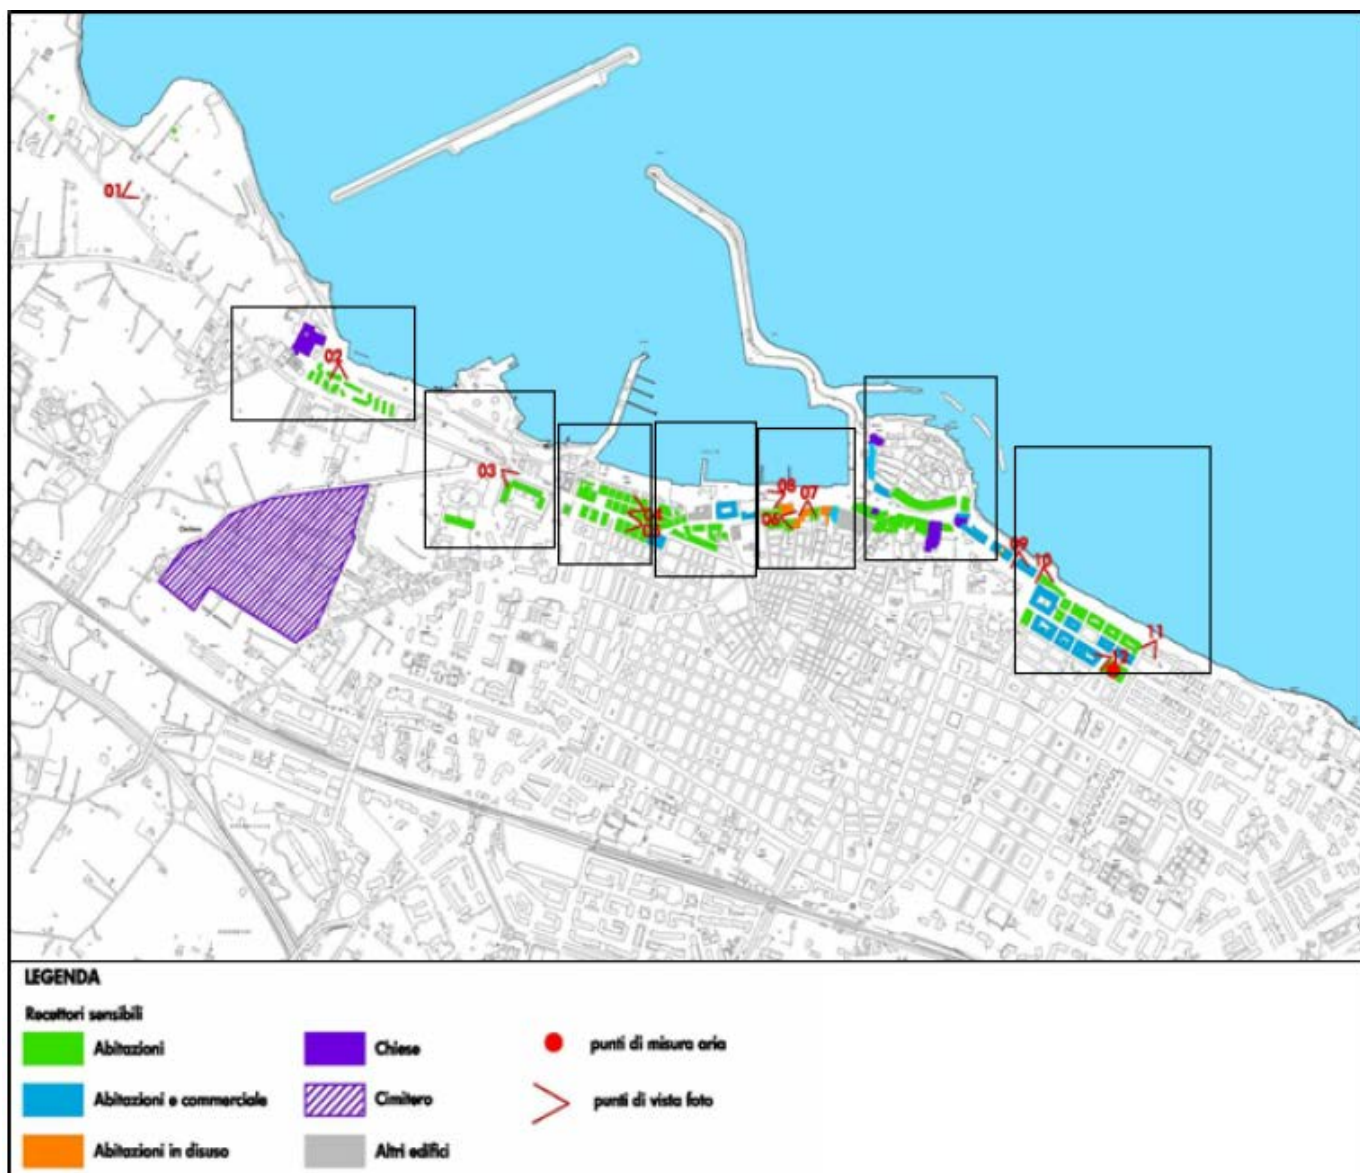 01
02
03
04
08
07
06
09
10
11
12
Cimitero
LEGENDA
Recettori sensibili
Abitazioni
Chiese
punti di misura aria
Abitazioni e commerciale
Cimitero
punti di vista foto
Abitazioni in disuso
Altri edifici